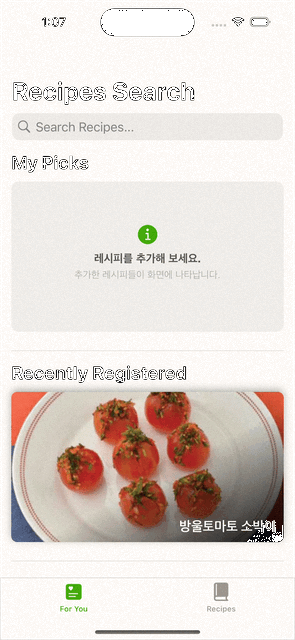 1:07
Recipes Search
Search Recipes...
My Picks
레시피를 추가해 보세요.
추가한 레시피들이 화면에 나타납니다.
Recently Registered
방울토마토 소박이
For You
Recipes